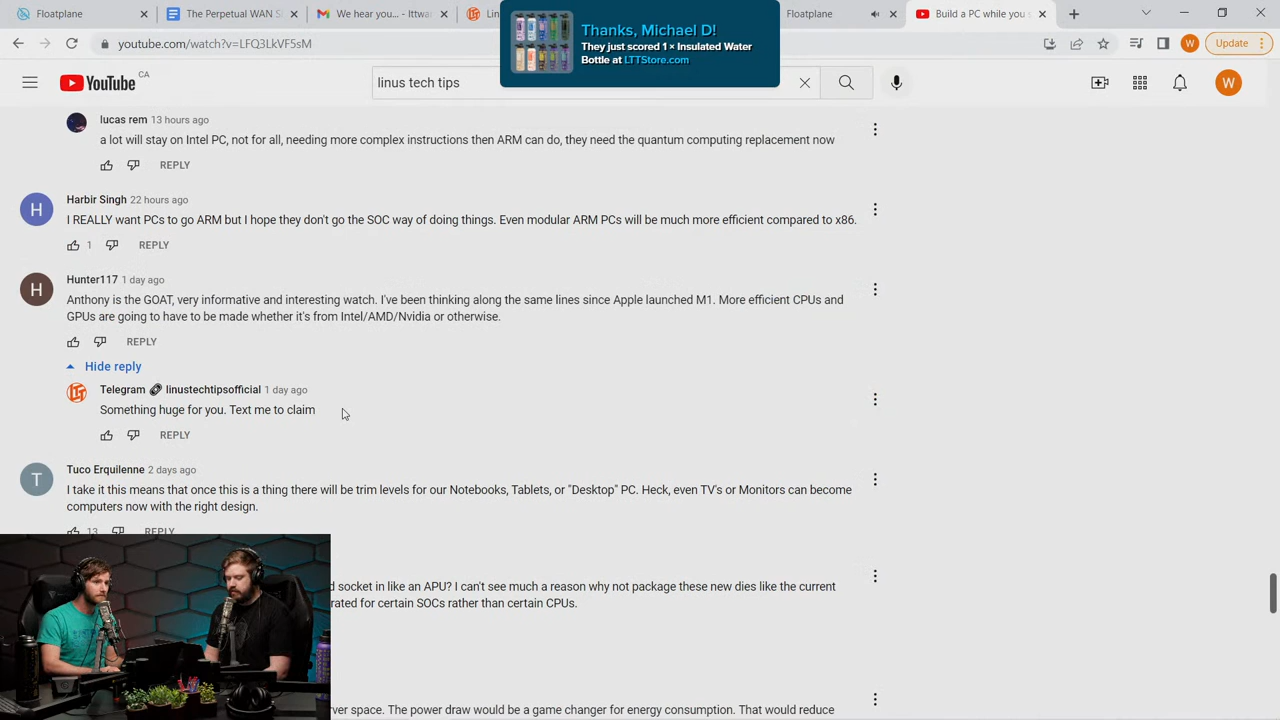 Floatplane
The Perpetual WAN S
We hear you. - lttwa
Lin
Floatplane
Build a PC while you s
youtube.com/watch?v=LFQ3LkVF5sM
Update
Thanks, Michael D!
They just scored 1 × Insulated Water
Bottle at LTTStore.com
YouTube CA
linus tech tips
W
lucas rem 13 hours ago
a lot will stay on Intel PC, not for all, needing more complex instructions then ARM can do, they need the quantum computing replacement now
REPLY
H
Harbir Singh 22 hours ago
I REALLY want PCs to go ARM but I hope they don't go the SOC way of doing things. Even modular ARM PCs will be much more efficient compared to x86.
1 REPLY
H
Hunter117 1 day ago
Anthony is the GOAT, very informative and interesting watch. I've been thinking along the same lines since Apple launched M1. More efficient CPUs and
GPUs are going to have to be made whether it's from Intel/AMD/Nvidia or otherwise.
REPLY
Hide reply
Telegram linustechtipsofficial 1 day ago
Something huge for you. Text me to claim
REPLY
T
Tuco Erquilenne 2 days ago
I take it this means that once this is a thing there will be trim levels for our Notebooks, Tablets, or "Desktop" PC. Heck, even TV's or Monitors can become
computers now with the right design.
13 REPLY
d socket in like an APU? I can't see much a reason why not package these new dies like the current
rated for certain SOCs rather than certain CPUs.
ver space. The power draw would be a game changer for energy consumption. That would reduce